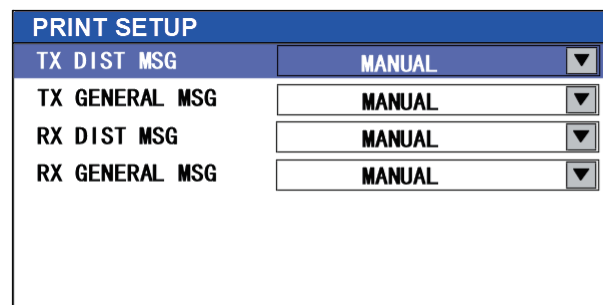 PRINT SETUP
TX DIST MSG MANUAL
TX GENERAL MSG MANUAL
RX DIST MSG MANUAL
RX GENERAL MSG MANUAL